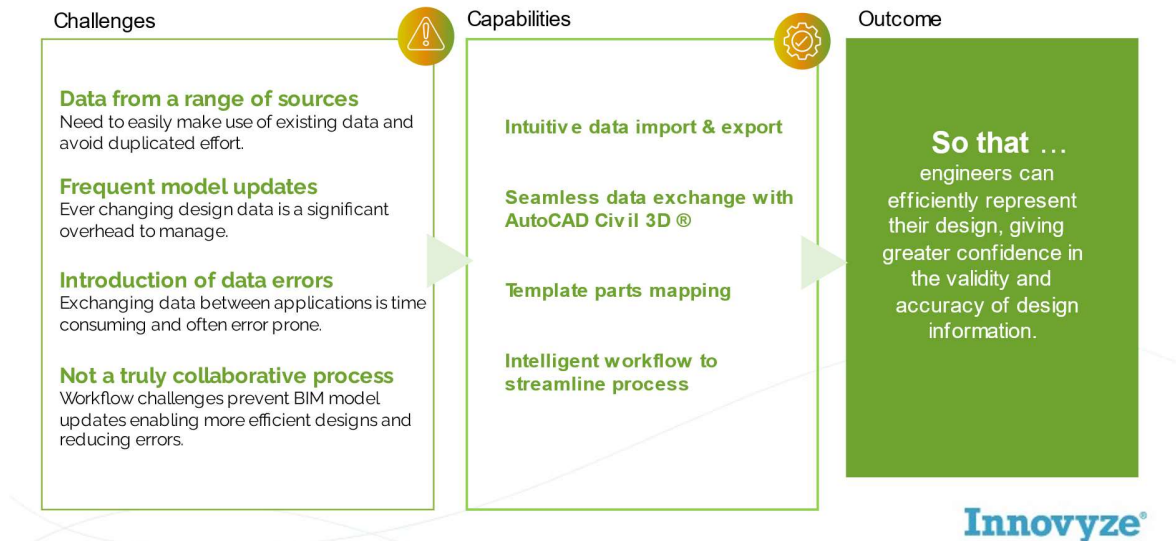 Challenges
Data from a range of sources
Need to easily make use of existing data and
avoid duplicated effort.
Frequent model updates
Ever changing design data is a significant
overhead to manage.
Introduction of data errors
Exchanging data between applications is time
consuming and often error prone.
Not a truly collaborative process
Workflow challenges prevent BIM model
updates enabling more efficient designs and
reducing errors.
Capabilities
Intuitive data import & export
Seamless data exchange with
AutoCAD Civil 3D ®
Template parts mapping
Intelligent workflow to
streamline process
Outcome
So that ...
engineers can
efficiently represent
their design, giving
greater confidence in
the validity and
accuracy of design
information.
Innovyze®